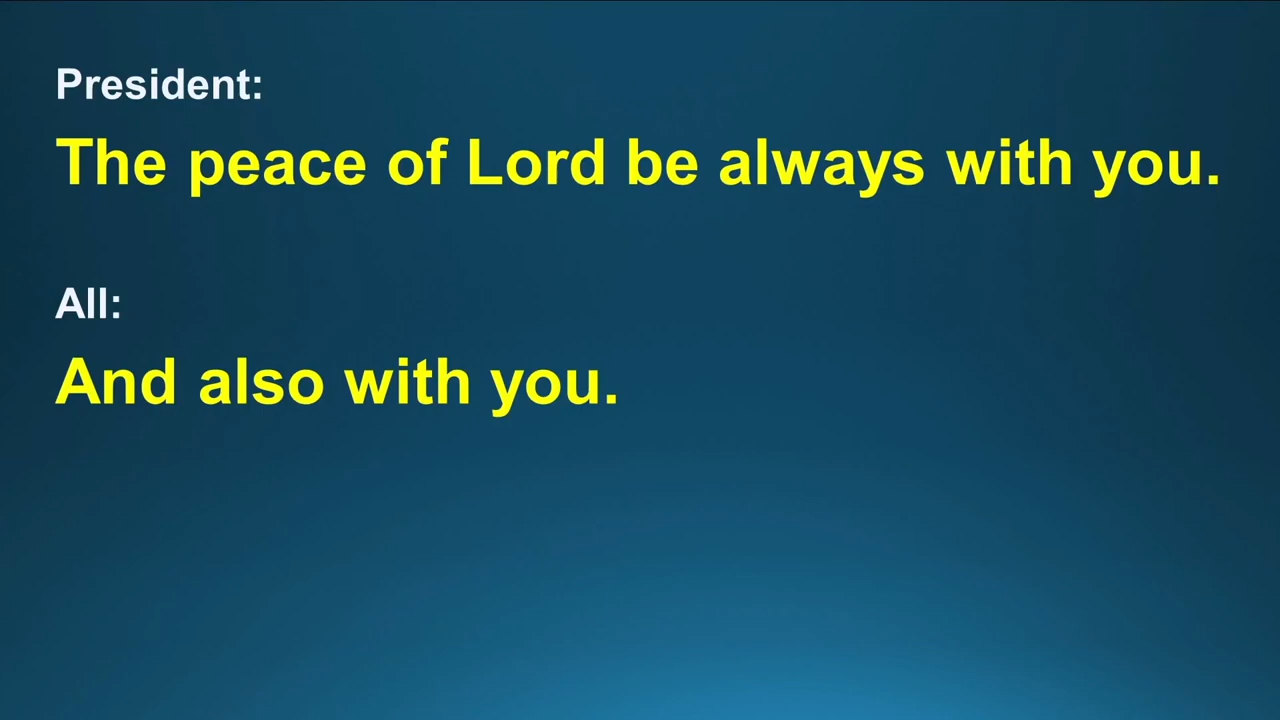 President:
The peace of Lord be always with you.
All:
And also with you.